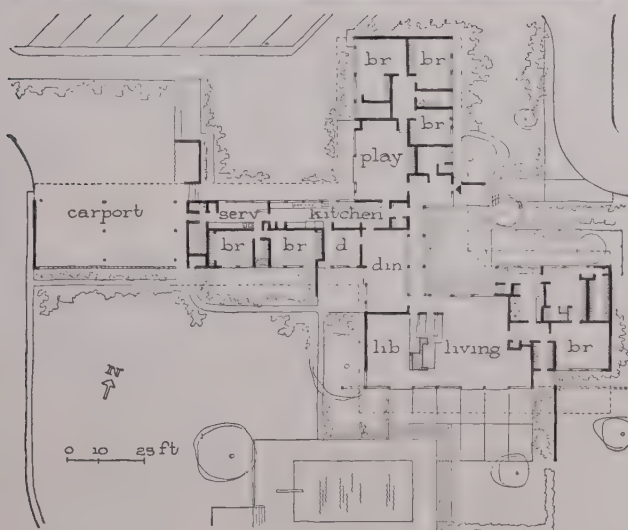 br
br
br
play
carport
serv
kitchen
br
br
d
din
lib
living
br
N
0 10 25 ft